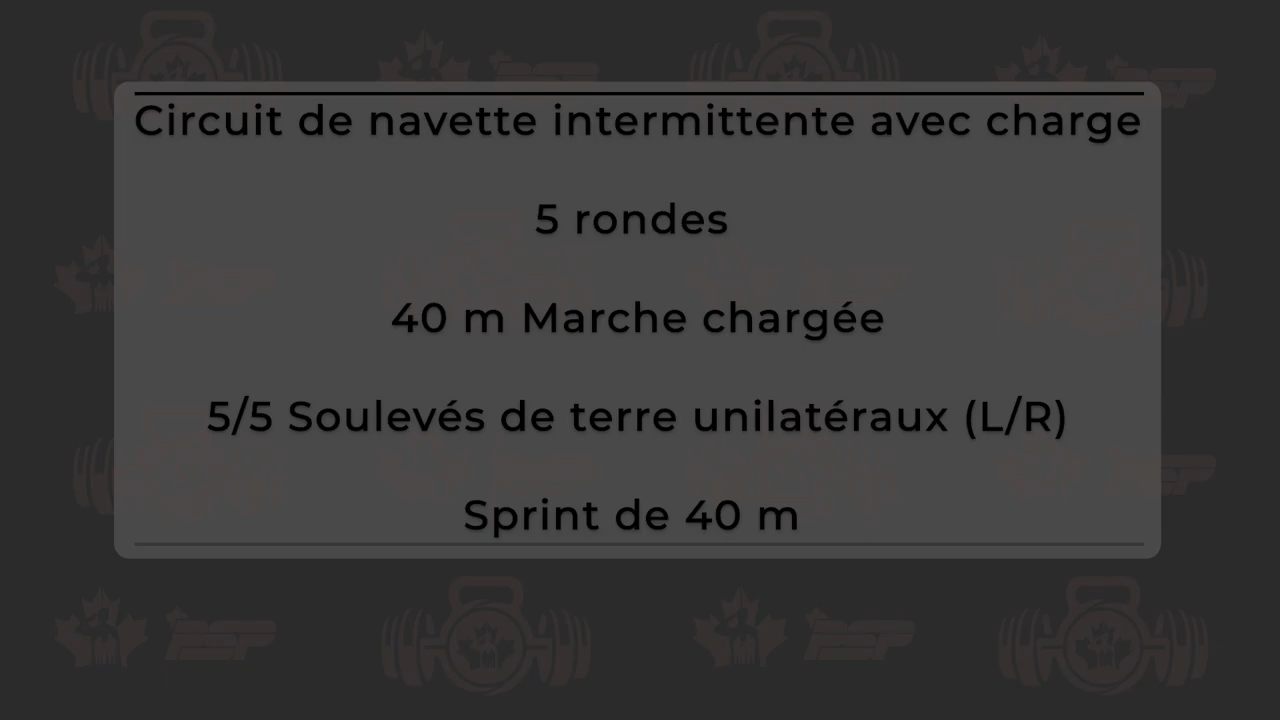 Circuit de navette intermittente avec charge
5 rondes
40 m Marche chargée
5/5 Soulevés de terre unilatéraux (L/R)
Sprint de 40 m